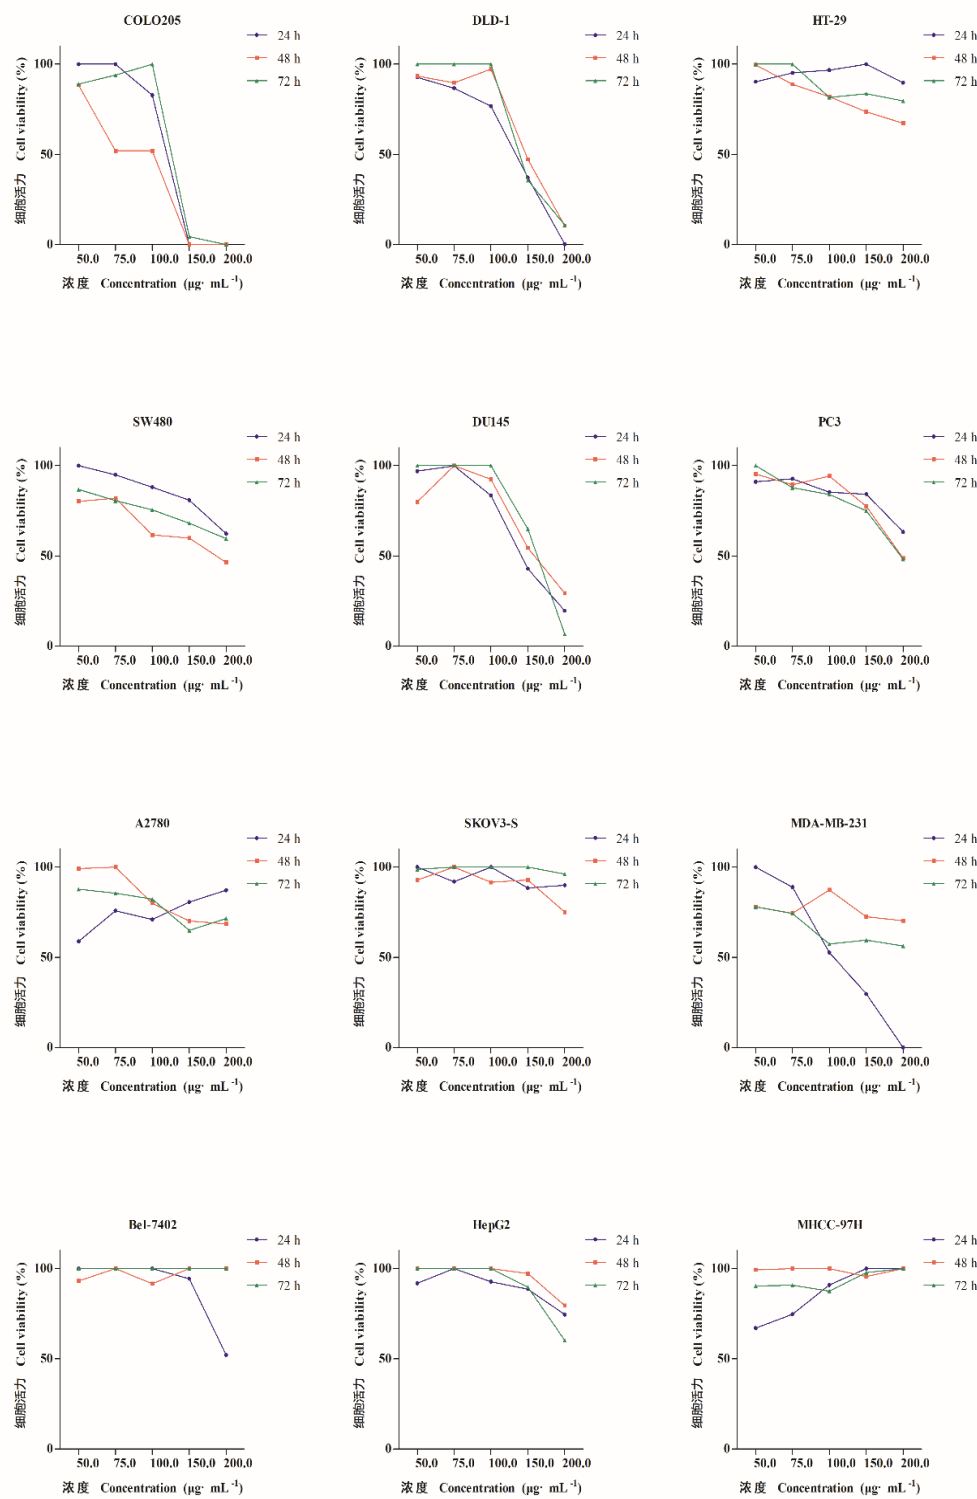 COLO205
24 h
48 h
72 h
细胞活力 Cell viability (%)
100
50
0
50.0 75.0 100.0 150.0 200.0
浓度 Concentration (μg· mL-1)
DLD-1
24 h
48 h
72 h
细胞活力 Cell viability (%)
100
50
0
50.0 75.0 100.0 150.0 200.0
浓度 Concentration (μg· mL-1)
HT-29
24 h
48 h
72 h
细胞活力 Cell viability (%)
100
50
0
50.0 75.0 100.0 150.0 200.0
浓度 Concentration (μg· mL-1)
SW480
24 h
48 h
72 h
细胞活力 Cell viability (%)
100
50
0
50.0 75.0 100.0 150.0 200.0
浓度 Concentration (μg· mL-1)
DU145
24 h
48 h
72 h
细胞活力 Cell viability (%)
100
50
0
50.0 75.0 100.0 150.0 200.0
浓度 Concentration (μg· mL-1)
PC3
24 h
48 h
72 h
细胞活力 Cell viability (%)
100
50
0
50.0 75.0 100.0 150.0 200.0
浓度 Concentration (μg· mL-1)
A2780
24 h
48 h
72 h
细胞活力 Cell viability (%)
100
50
0
50.0 75.0 100.0 150.0 200.0
浓度 Concentration (μg· mL-1)
SKOV3-S
24 h
48 h
72 h
细胞活力 Cell viability (%)
100
50
0
50.0 75.0 100.0 150.0 200.0
浓度 Concentration (μg· mL-1)
MDA-MB-231
24 h
48 h
72 h
细胞活力 Cell viability (%)
100
50
0
50.0 75.0 100.0 150.0 200.0
浓度 Concentration (μg· mL-1)
Bel-7402
24 h
48 h
72 h
细胞活力 Cell viability (%)
100
50
0
50.0 75.0 100.0 150.0 200.0
浓度 Concentration (μg· mL-1)
HepG2
24 h
48 h
72 h
细胞活力 Cell viability (%)
100
50
0
50.0 75.0 100.0 150.0 200.0
浓度 Concentration (μg· mL-1)
MHCC-97H
24 h
48 h
72 h
细胞活力 Cell viability (%)
100
50
0
50.0 75.0 100.0 150.0 200.0
浓度 Concentration (μg· mL-1)